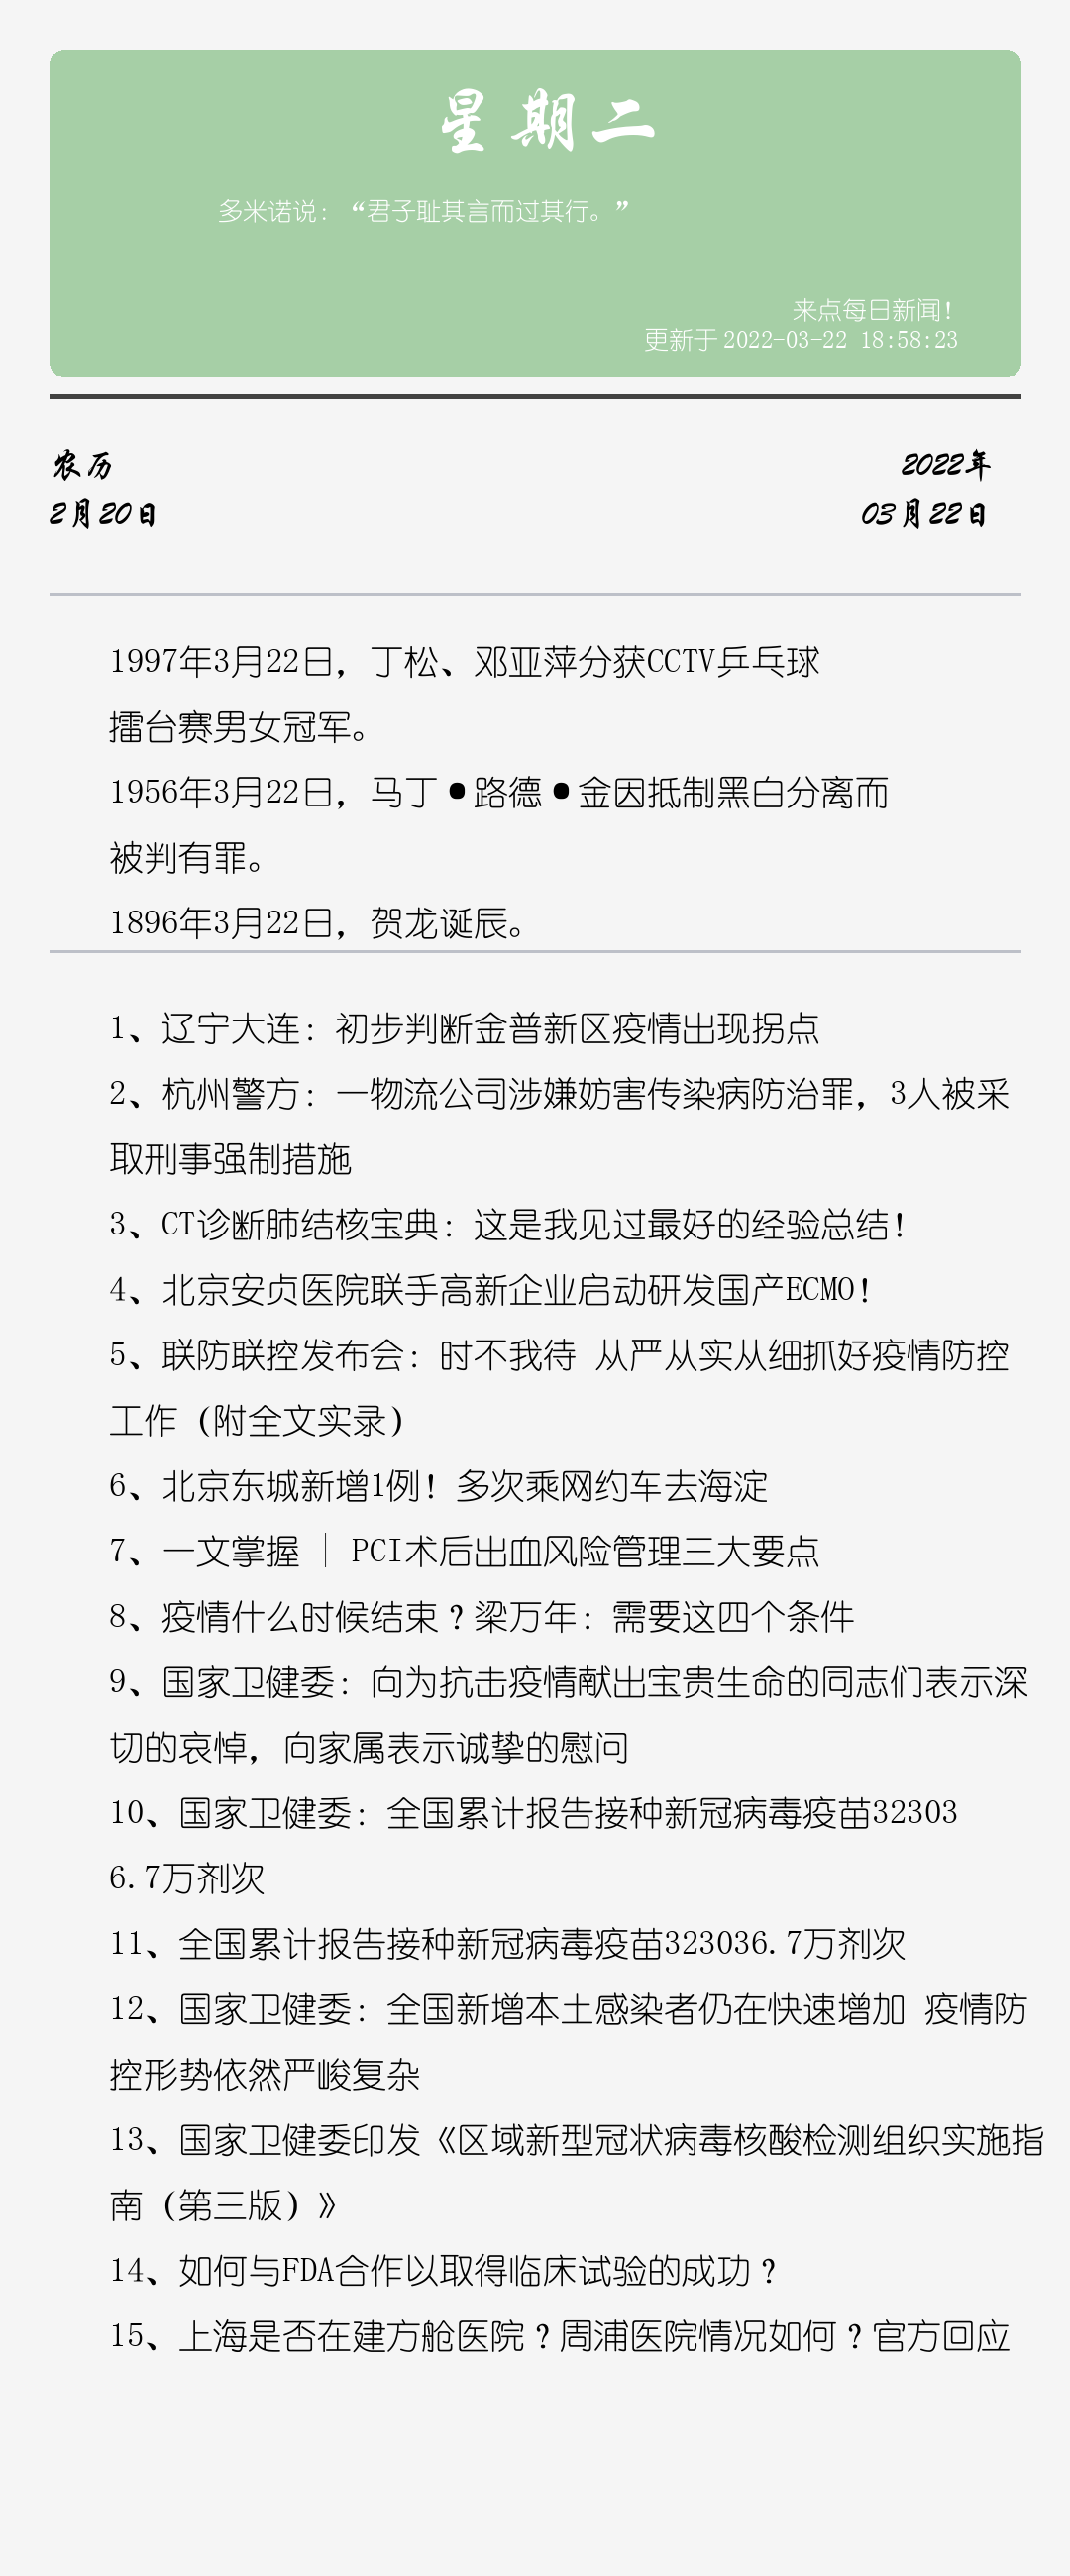 星期二
多米诺说：“君子耻其言而过其行。”
来点每日新闻！
更新于2022-03-22 18:58:23
农历
2月20日
2022年
03月22日
1997年3月22日，丁松、邓亚萍分获CCTV乒乓球
擂台赛男女冠军。
1956年3月22日，马丁•路德•金因抵制黑白分离而
被判有罪。
1896年3月22日，贺龙诞辰。
1、辽宁大连：初步判断金普新区疫情出现拐点
2、杭州警方：一物流公司涉嫌妨害传染病防治罪，3人被采
取刑事强制措施
3、CT诊断肺结核宝典：这是我见过最好的经验总结！
4、北京安贞医院联手高新企业启动研发国产ECMO！
5、联防联控发布会：时不我待 从严从实从细抓好疫情防控
工作（附全文实录）
6、北京东城新增1例！多次乘网约车去海淀
7、一文掌握｜PCI术后出血风险管理三大要点
8、疫情什么时候结束？梁万年：需要这四个条件
9、国家卫健委：向为抗击疫情献出宝贵生命的同志们表示深
切的哀悼，向家属表示诚挚的慰问
10、国家卫健委：全国累计报告接种新冠病毒疫苗32303
6.7万剂次
11、全国累计报告接种新冠病毒疫苗323036.7万剂次
12、国家卫健委：全国新增本土感染者仍在快速增加 疫情防
控形势依然严峻复杂
13、国家卫健委印发《区域新型冠状病毒核酸检测组织实施指
南（第三版）》
14、如何与FDA合作以取得临床试验的成功？
15、上海是否在建方舱医院？周浦医院情况如何？官方回应